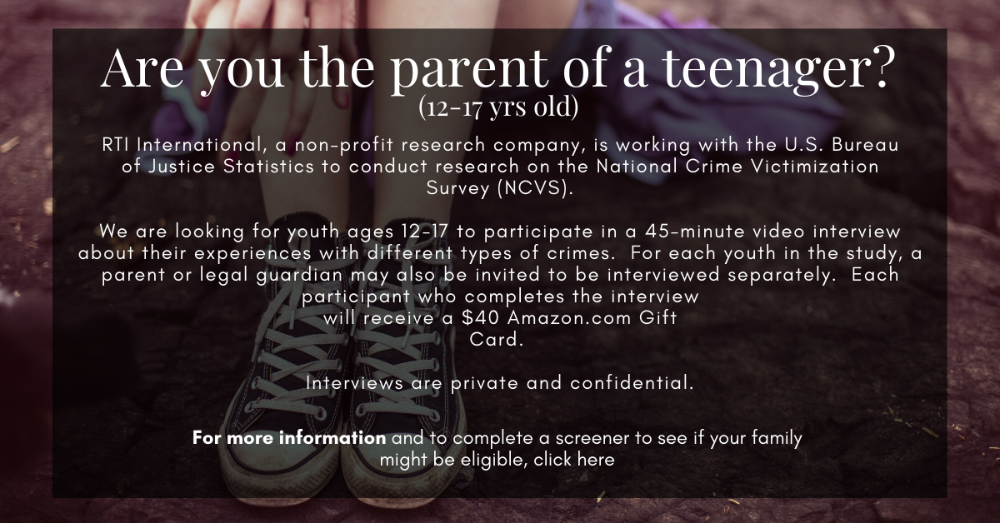 Are you the parent of a teenager?
(12-17 yrs old)
RTI International, a non-profit research company, is working with the U.S. Bureau
of Justice Statistics to conduct research on the National Crime Victimization
Survey (NCVS).
We are looking for youth ages 12-17 to participate in a 45-minute video interview
about their experiences with different types of crimes. For each youth in the study, a
parent or legal guardian may also be invited to be interviewed separately. Each
participant who completes the interview
will receive a $40 Amazon.com Gift
Card.
Interviews are private and confidential.
For more information and to complete a screener to see if your family
might be eligible, click here